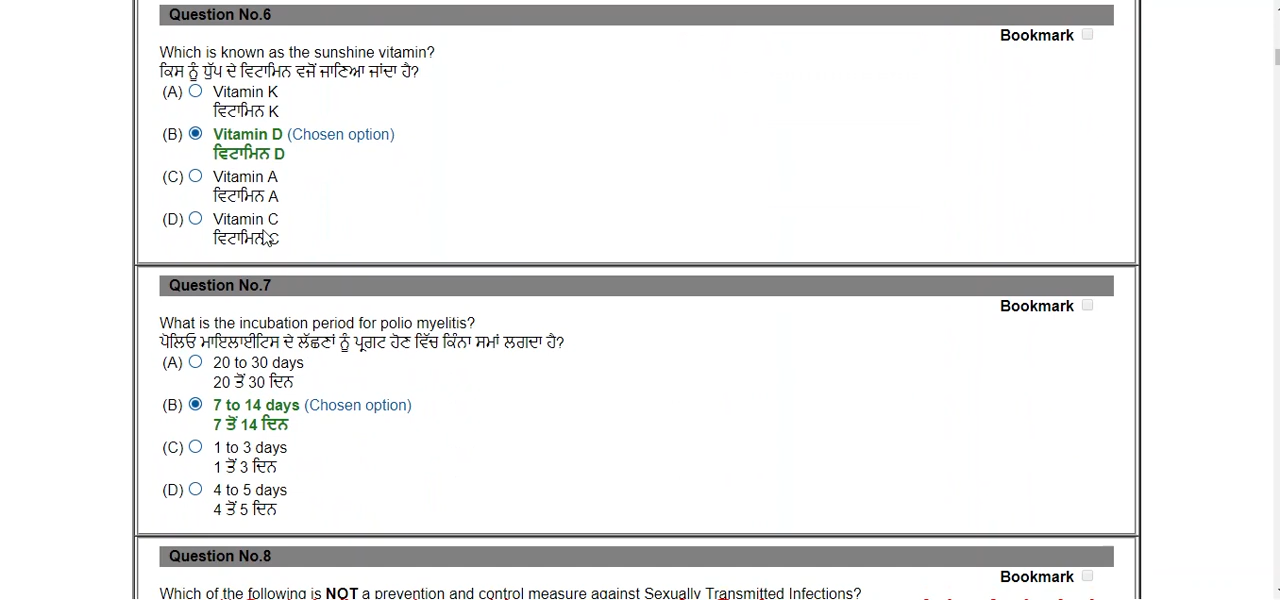 Question No.6
Bookmark
Which is known as the sunshine vitamin?
ਕਿਸ ਨੂੰ ਧੁੱਪ ਦੇ ਵਿਟਾਮਿਨ ਵਜੋਂ ਜਾਣਿਆ ਜਾਂਦਾ ਹੈ?
(A) Vitamin K
ਵਿਟਾਮਿਨ K
(B) Vitamin D (Chosen option)
ਵਿਟਾਮਿਨ D
(C) Vitamin A
ਵਿਟਾਮਿਨ A
(D) Vitamin C
ਵਿਟਾਮਿਨ C
Question No.7
Bookmark
What is the incubation period for polio myelitis?
ਪੋਲਿਓ ਮਾਇਲਾਈਟਿਸ ਦੇ ਲੱਛਣਾਂ ਨੂੰ ਪ੍ਰਗਟ ਹੋਣ ਵਿੱਚ ਕਿੰਨਾ ਸਮਾਂ ਲਗਦਾ ਹੈ?
(A) 20 to 30 days
20 ਤੋਂ 30 ਦਿਨ
(B) 7 to 14 days (Chosen option)
7 ਤੋਂ 14 ਦਿਨ
(C) 1 to 3 days
1 ਤੋਂ 3 ਦਿਨ
(D) 4 to 5 days
4 ਤੋਂ 5 ਦਿਨ
Question No.8
Bookmark
Which of the following is NOT a prevention and control measure against Sexually Transmitted Infections?